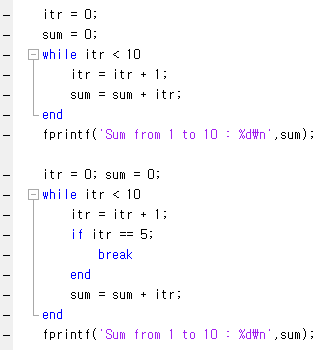 itr = 0;
sum = 0;
while itr < 10
    itr = itr + 1;
    sum = sum + itr;
end
fprintf('Sum from 1 to 10 : %d₩n',sum);
itr = 0; sum = 0;
while itr < 10
    itr = itr + 1;
    if itr == 5;
        break
    end
    sum = sum + itr;
end
fprintf('Sum from 1 to 10 : %d₩n',sum);